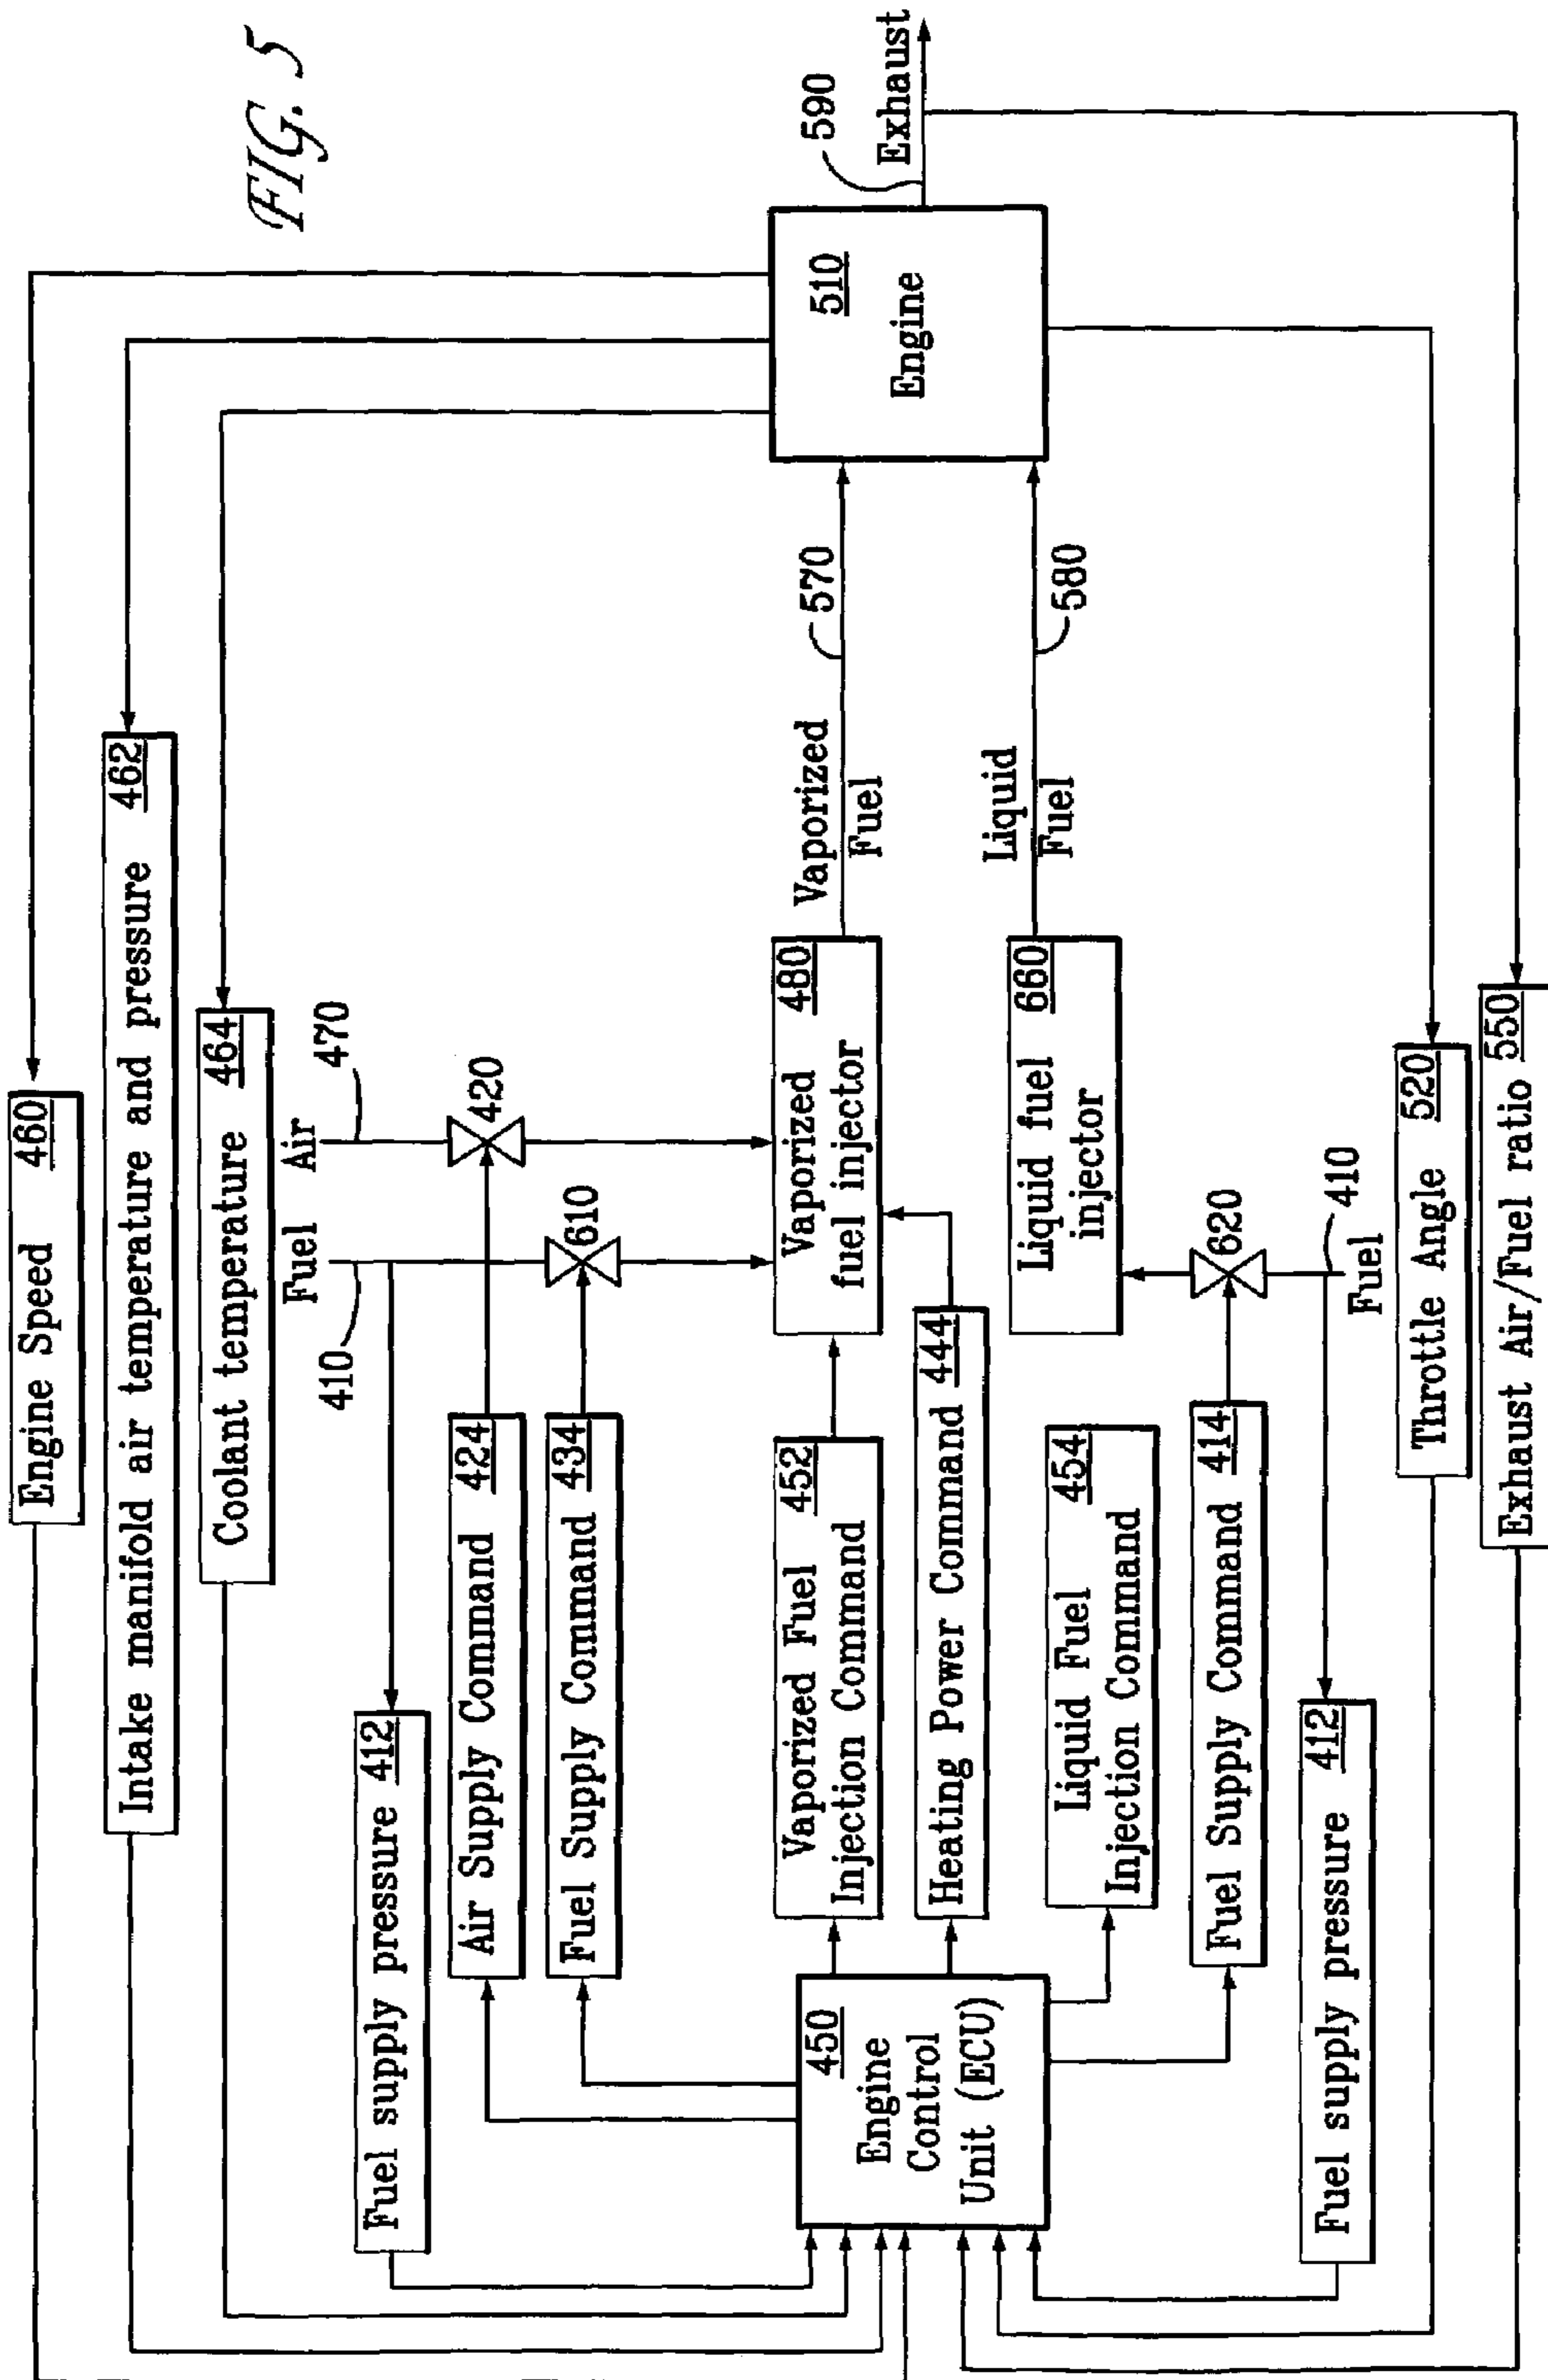 FIG. 5
Engine Speed 460
Intake manifold air temperature and pressure 462
Coolant temperature 464
Fuel
Air
410
470
Fuel supply pressure 412
Air Supply Command 424
420
Fuel Supply Command 434
610
450
Engine
Control
Unit (ECU)
Vaporized Fuel 452
Injection Command
Vaporized 480
fuel injector
Vaporized
Fuel
570
510
Engine
590
Exhaust
Heating Power Command 444
Liquid Fuel 454
Injection Command
Liquid fuel 660
injector
Liquid
Fuel
580
Fuel Supply Command 414
620
Fuel supply pressure 412
Fuel
410
Throttle Angle 520
Exhaust Air/Fuel ratio 550